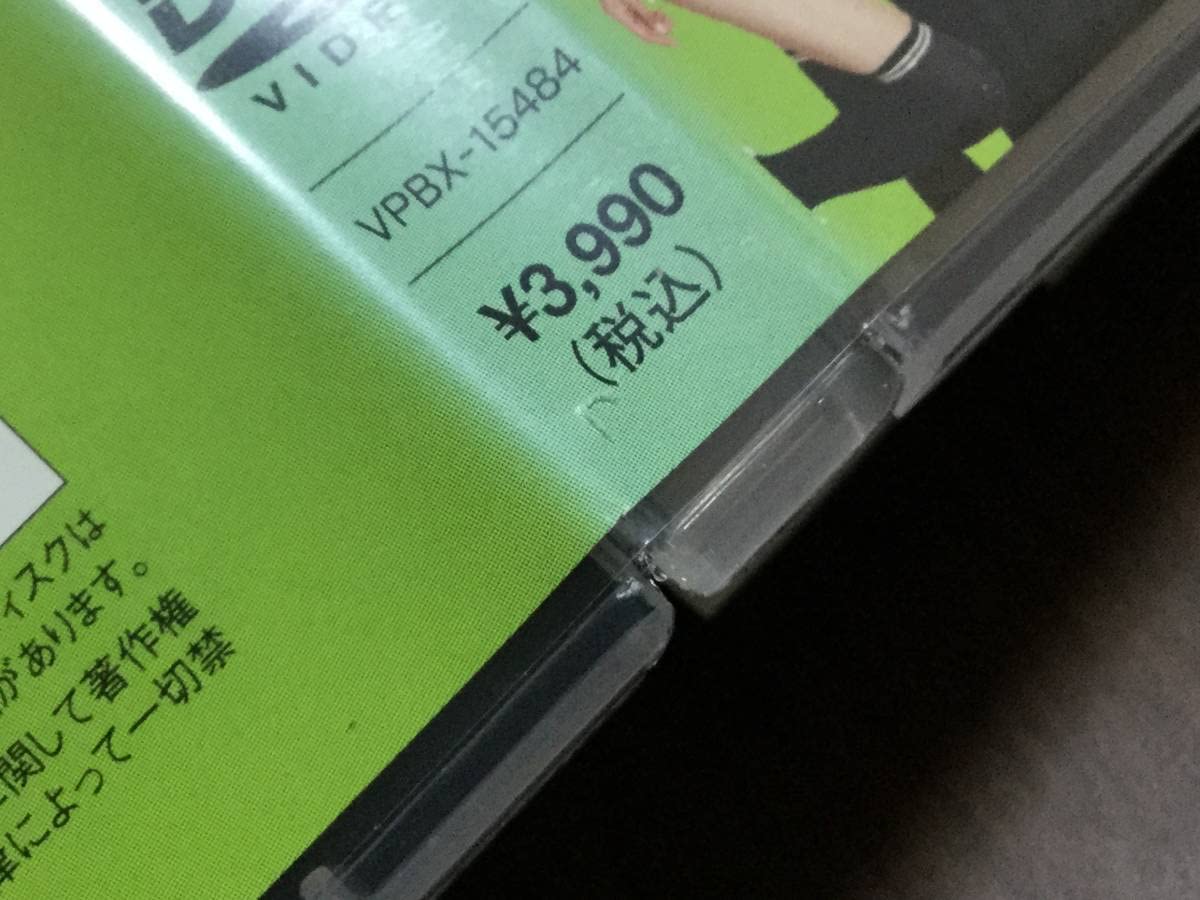 VIDE
VPBX-15484
¥3,990
(税込)
ィスクは
があります。
関して著作権
によって一切禁